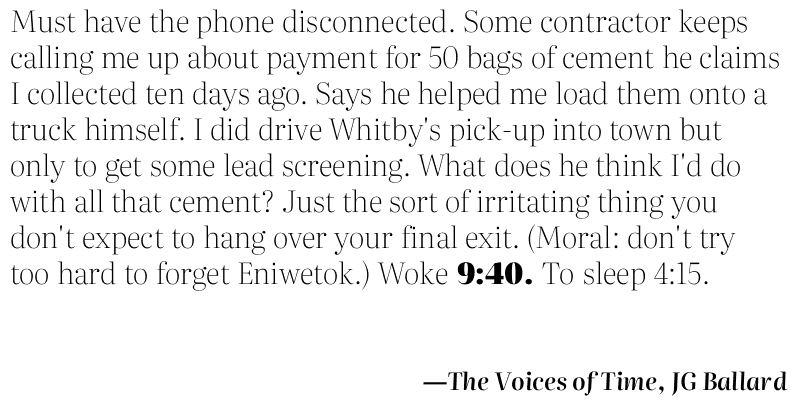 Must have the phone disconnected. Some contractor keeps
calling me up about payment for 50 bags of cement he claims
I collected ten days ago. Says he helped me load them onto a
truck himself. I did drive Whitby's pick-up into town but
only to get some lead screening. What does he think I'd do
with all that cement? Just the sort of irritating thing you
don't expect to hang over your final exit. (Moral: don't try
too hard to forget Eniwetok.) Woke 9:40. To sleep 4:15.
—The Voices of Time, JG Ballard